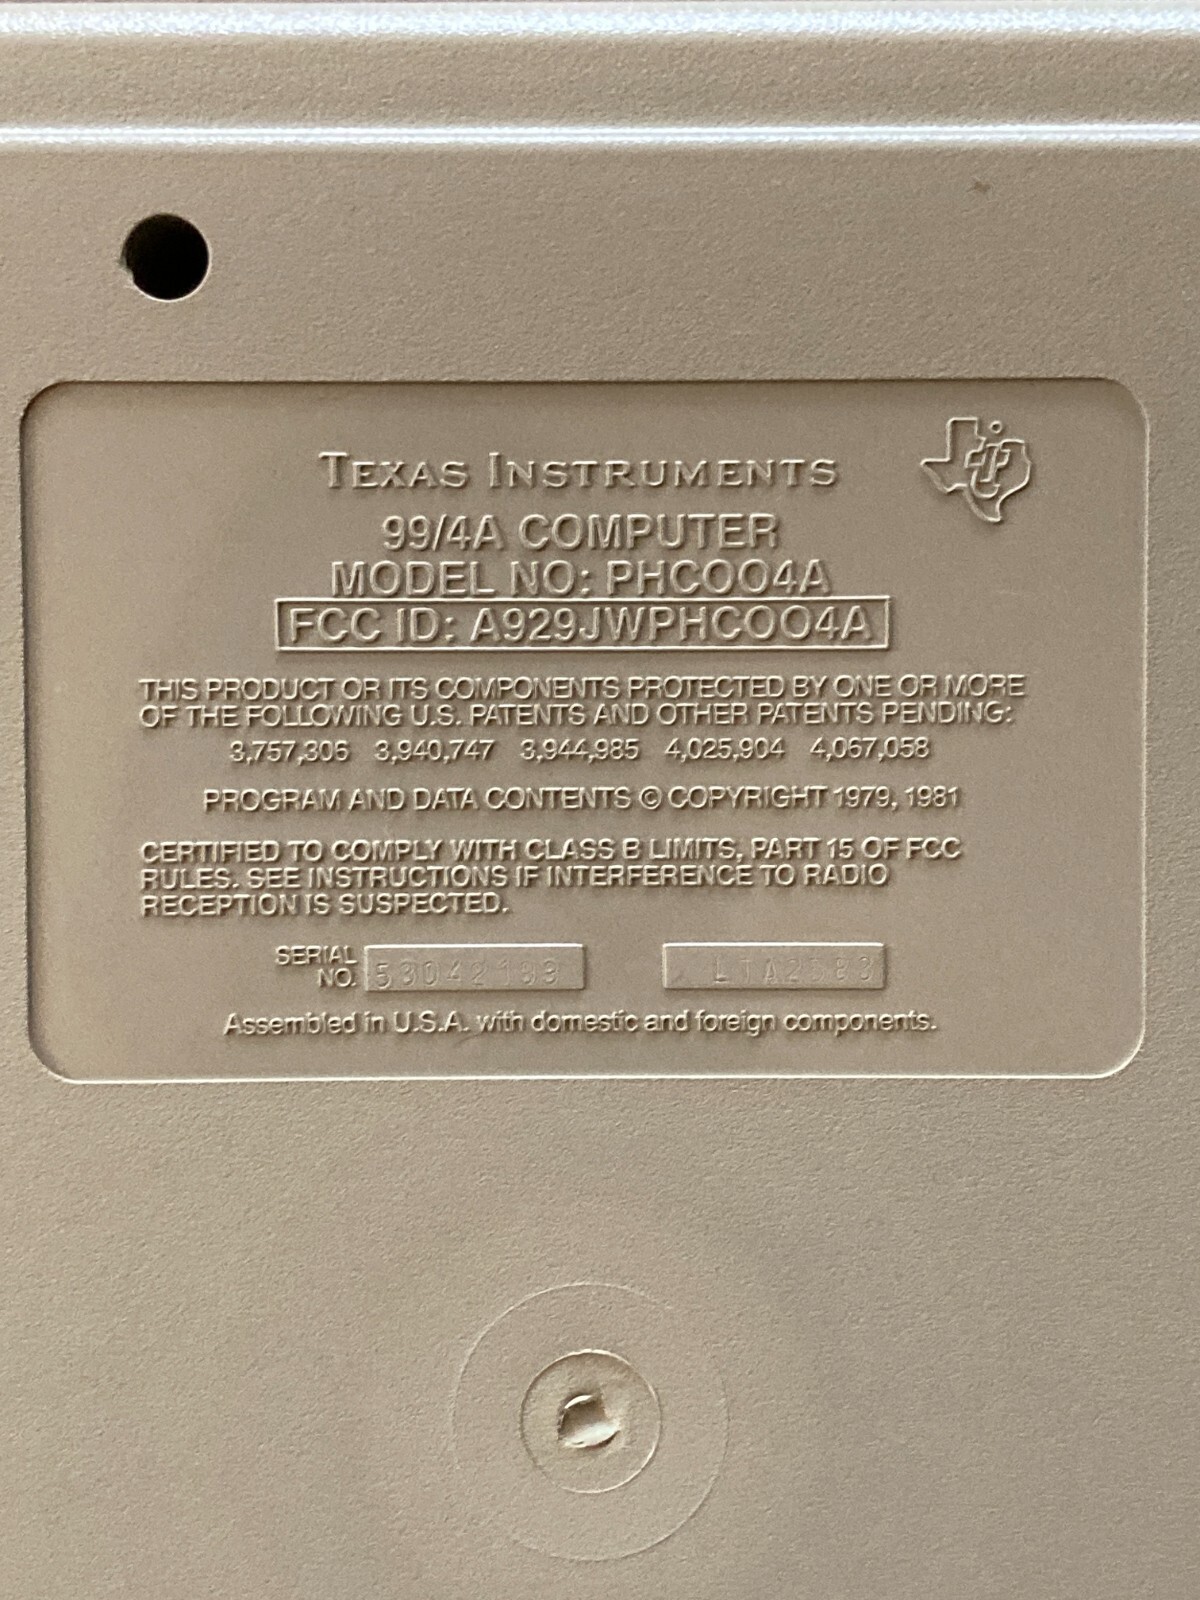 TEXAS INSTRUMENTS
TI
99/4A COMPUTER
MODEL NO: PHC004A
FCC ID: A929JWPHC004A
THIS PRODUCT OR ITS COMPONENTS PROTECTED BY ONE OR MORE
OF THE FOLLOWING U.S. PATENTS AND OTHER PATENTS PENDING:
3,757,306 3,940,747 3,944,985 4,025,904 4,067,058
PROGRAM AND DATA CONTENTS © COPYRIGHT 1979, 1981
CERTIFIED TO COMPLY WITH CLASS B LIMITS, PART 15 OF FCC
RULES. SEE INSTRUCTIONS IF INTERFERENCE TO RADIO
RECEPTION IS SUSPECTED.
SERIAL
NO.
Assembled in U.S.A. with domestic and foreign components.